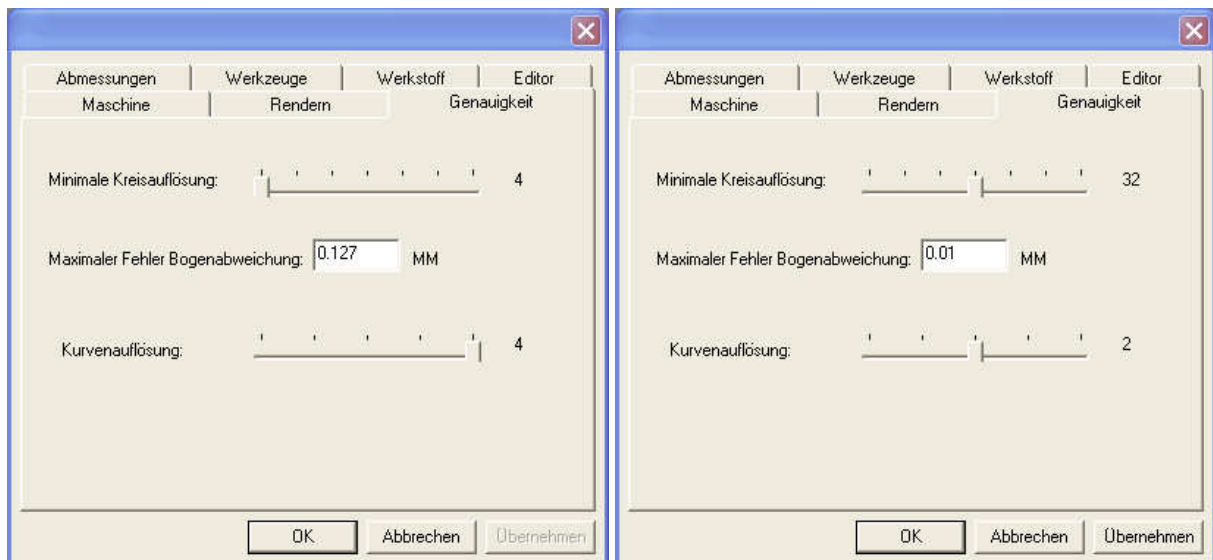 Abmessungen Werkzeuge Werkstoff Editor
Maschine Rendern Genauigkeit
Minimale Kreisauflösung: 4
Maximaler Fehler Bogenabweichung: 0.127 MM
Kurvenauflösung: 4
OK Abbrechen Übernehmen
Abmessungen Werkzeuge Werkstoff Editor
Maschine Rendern Genauigkeit
Minimale Kreisauflösung: 32
Maximaler Fehler Bogenabweichung: 0.01 MM
Kurvenauflösung: 2
OK Abbrechen Übernehmen